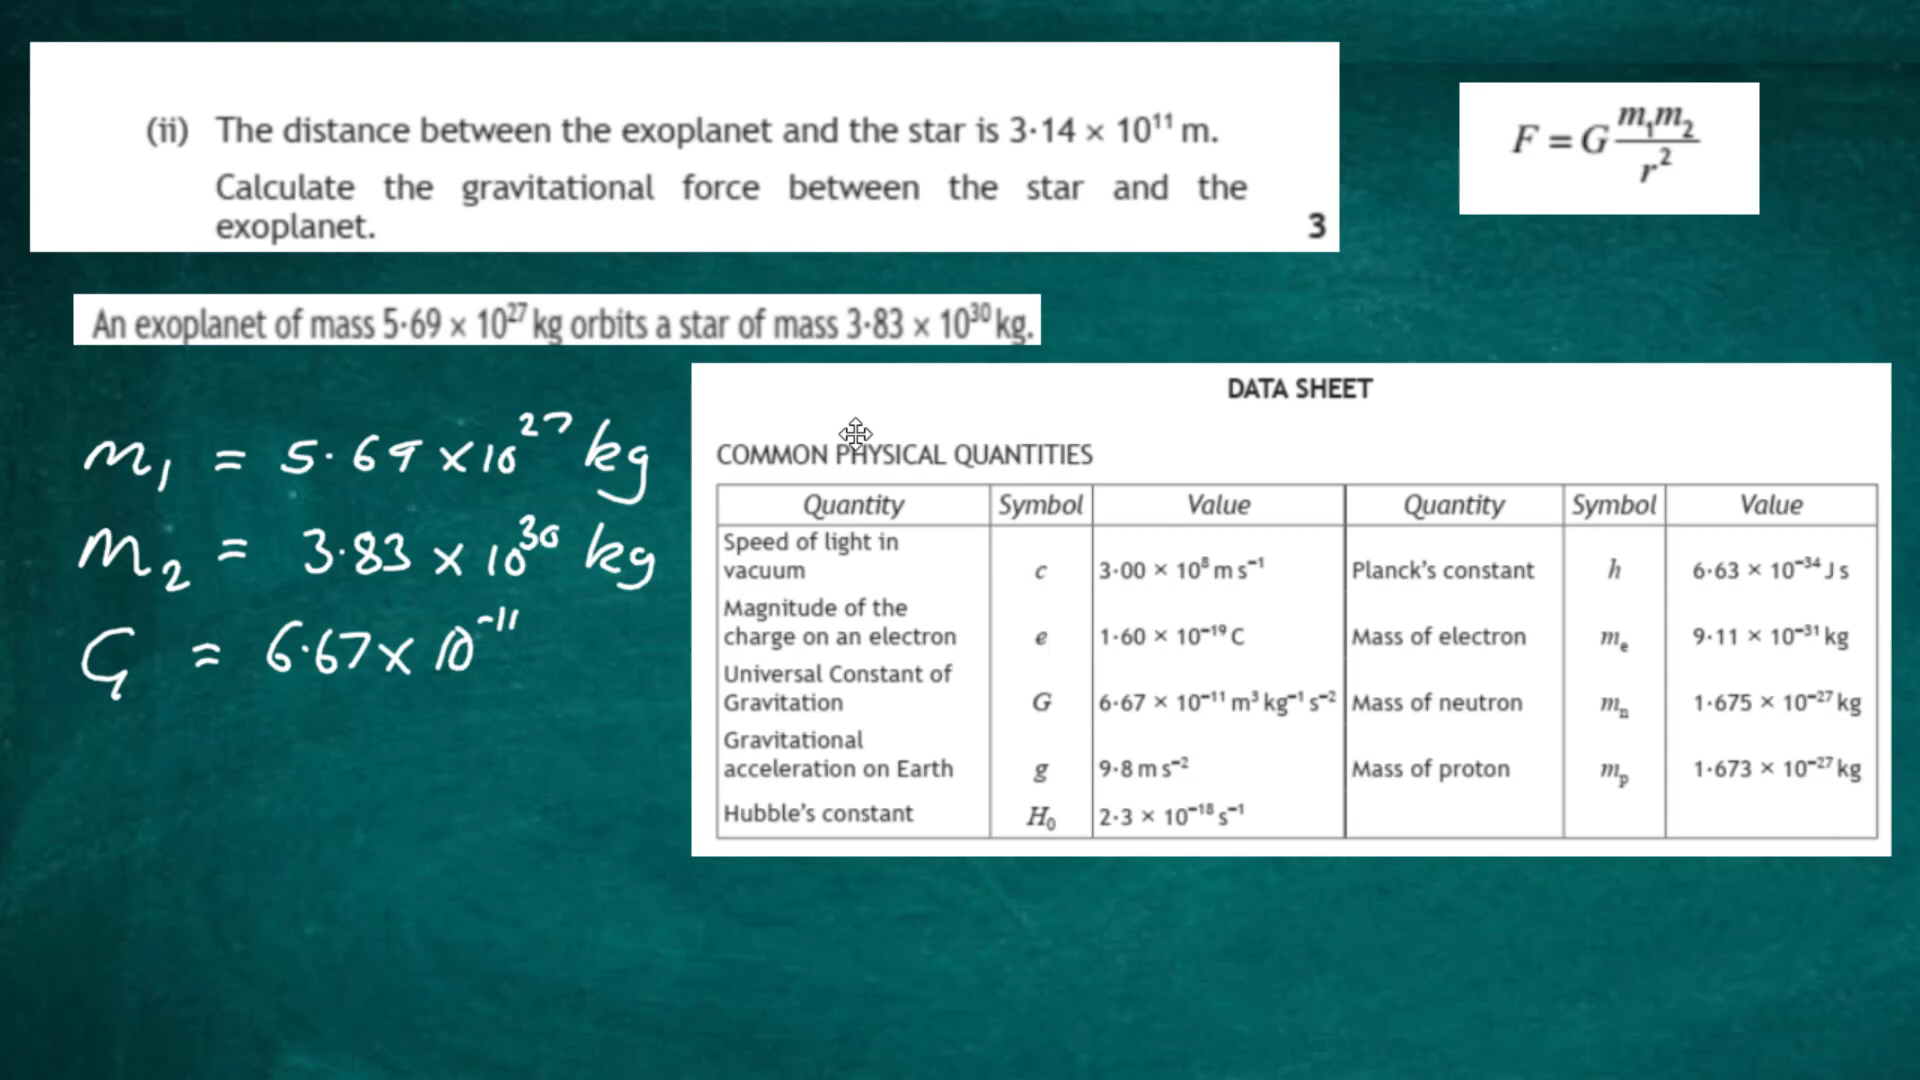 (ii) The distance between the exoplanet and the star is 3·14 × 10¹¹ m.
Calculate the gravitational force between the star and the
exoplanet.
3
F = G m₁m₂ / r²
An exoplanet of mass 5·69 × 10²⁷ kg orbits a star of mass 3·83 × 10³⁰ kg.
m₁ = 5·69 × 10²⁷ kg
m₂ = 3·83 × 10³⁰ kg
G = 6·67 × 10⁻¹¹
DATA SHEET
COMMON PHYSICAL QUANTITIES
Quantity Symbol Value Quantity Symbol Value
Speed of light in
vacuum c 3·00 × 10⁸ m s⁻¹ Planck's constant h 6·63 × 10⁻³⁴ J s
Magnitude of the
charge on an electron e 1·60 × 10⁻¹⁹ C Mass of electron mₑ 9·11 × 10⁻³¹ kg
Universal Constant of
Gravitation G 6·67 × 10⁻¹¹ m³ kg⁻¹ s⁻² Mass of neutron mₙ 1·675 × 10⁻²⁷ kg
Gravitational
acceleration on Earth g 9·8 m s⁻² Mass of proton mₚ 1·673 × 10⁻²⁷ kg
Hubble's constant H₀ 2·3 × 10⁻¹⁸ s⁻¹